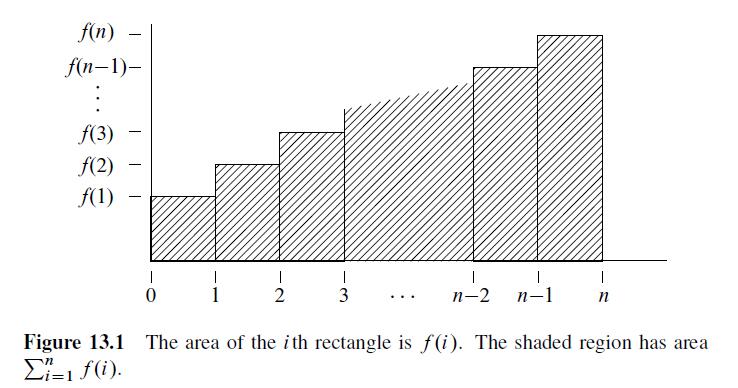 f(n)
f(n−1)
⋮
f(3)
f(2)
f(1)
0 1 2 3 ··· n−2 n−1 n
Figure 13.1 The area of the ith rectangle is f(i). The shaded region has area
∑ⁿᵢ₌₁ f(i).